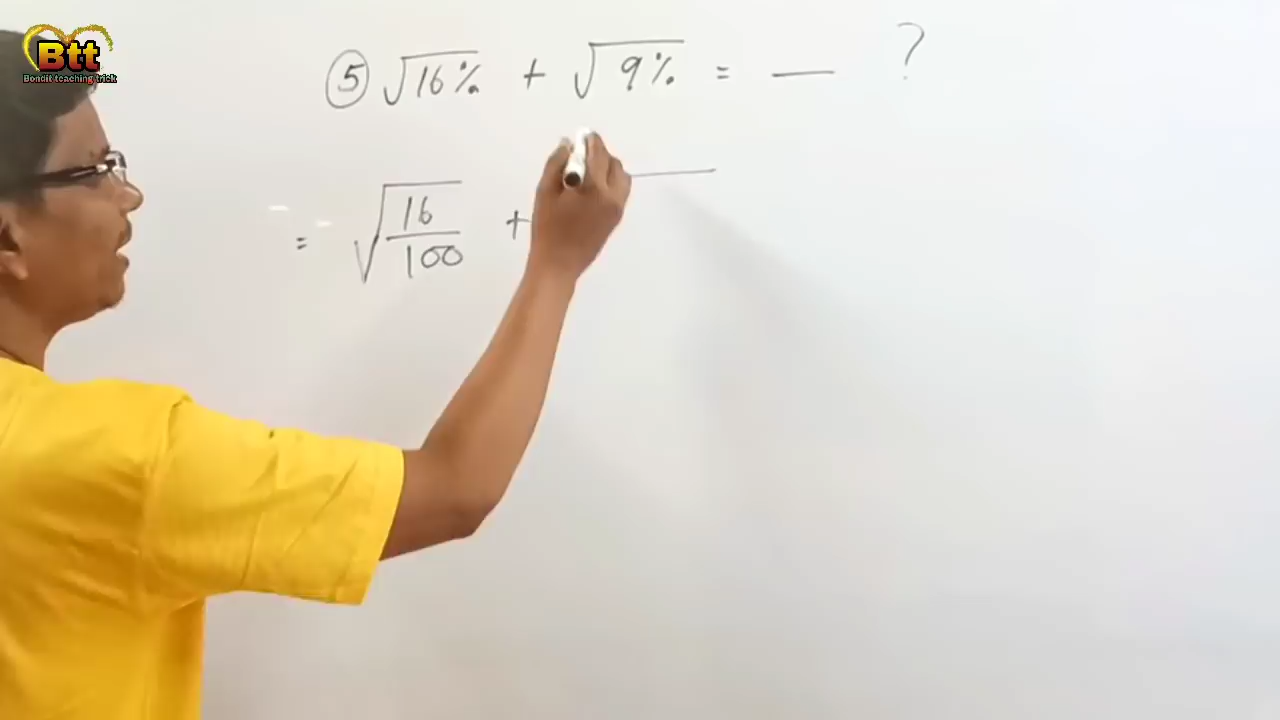 Btt
Bondit teaching trick
⑤ √16% + √9% = __ ?
= √16/100 +